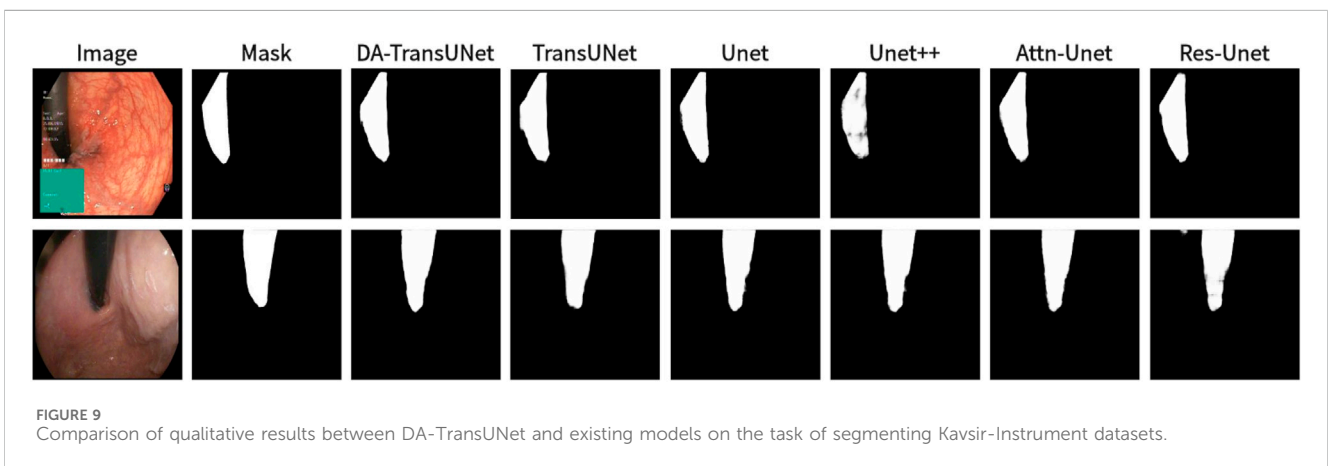 Image Mask DA-TransUNet TransUNet Unet Unet++ Attn-Unet Res-Unet
FIGURE 9
Comparison of qualitative results between DA-TransUNet and existing models on the task of segmenting Kavsir-Instrument datasets.